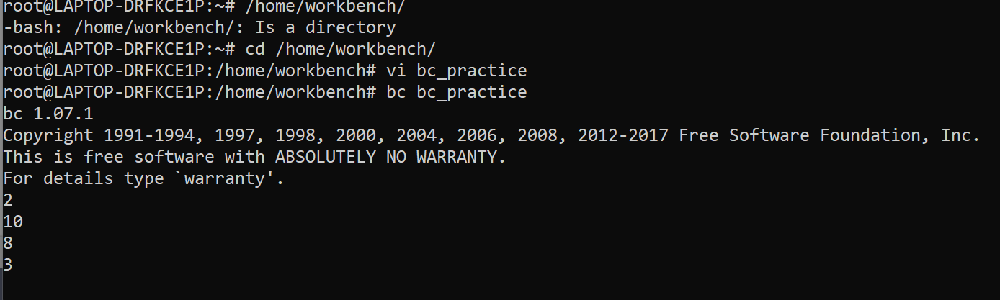 root@LAPTOP-DRFKCE1P:~# /home/workbench/
-bash: /home/workbench/: Is a directory
root@LAPTOP-DRFKCE1P:~# cd /home/workbench/
root@LAPTOP-DRFKCE1P:/home/workbench# vi bc_practice
root@LAPTOP-DRFKCE1P:/home/workbench# bc bc_practice
bc 1.07.1
Copyright 1991-1994, 1997, 1998, 2000, 2004, 2006, 2008, 2012-2017 Free Software Foundation, Inc.
This is free software with ABSOLUTELY NO WARRANTY.
For details type `warranty'.
2
10
8
3